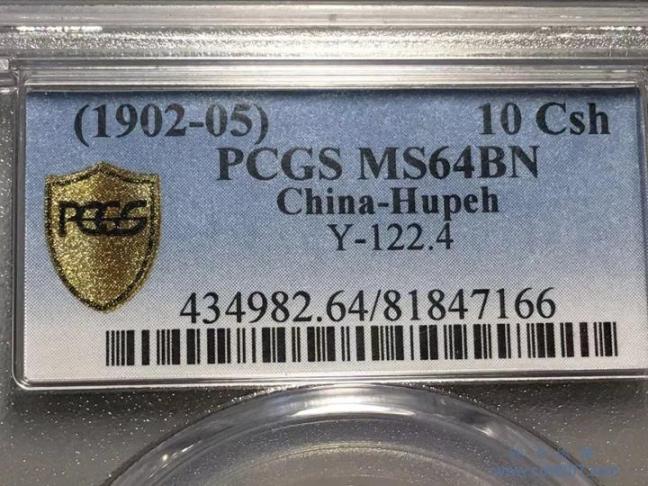 (1902-05) 10 Csh
PCGS MS64BN
China-Hupeh
Y-122.4
PCGS
434982.64/81847166